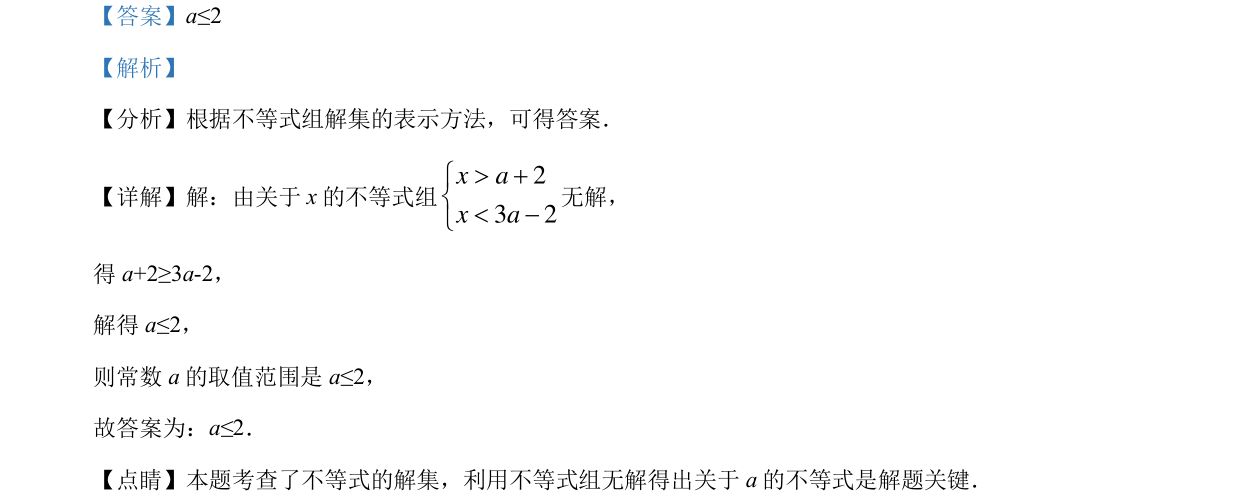 【答案】a≤2
【解析】
【分析】根据不等式组解集的表示方法，可得答案．
【详解】解：由关于 x 的不等式组{x > a + 2
x < 3a − 2 无解，
得 a+2≥3a-2，
解得 a≤2，
则常数 a 的取值范围是 a≤2，
故答案为：a≤2．
【点睛】本题考查了不等式的解集，利用不等式组无解得出关于 a 的不等式是解题关键．